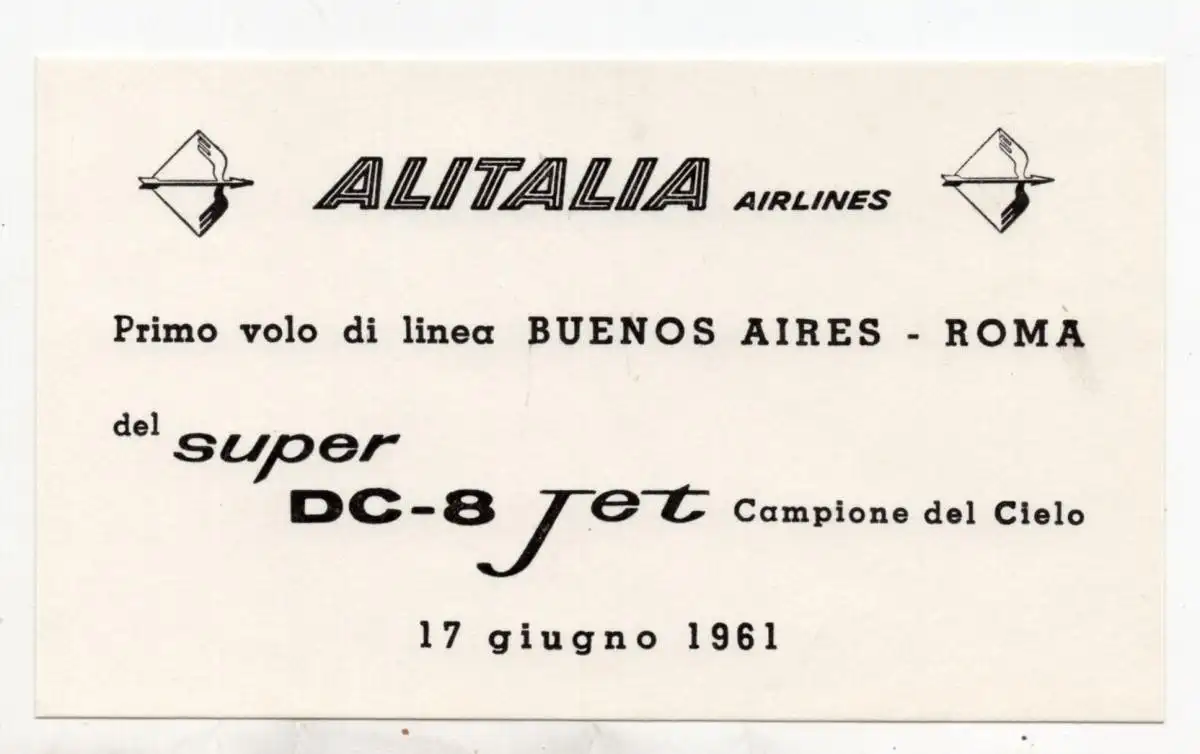 ALITALIA AIRLINES
Primo volo di linea BUENOS AIRES - ROMA
del super
DC-8 Jet Campione del Cielo
17 giugno 1961